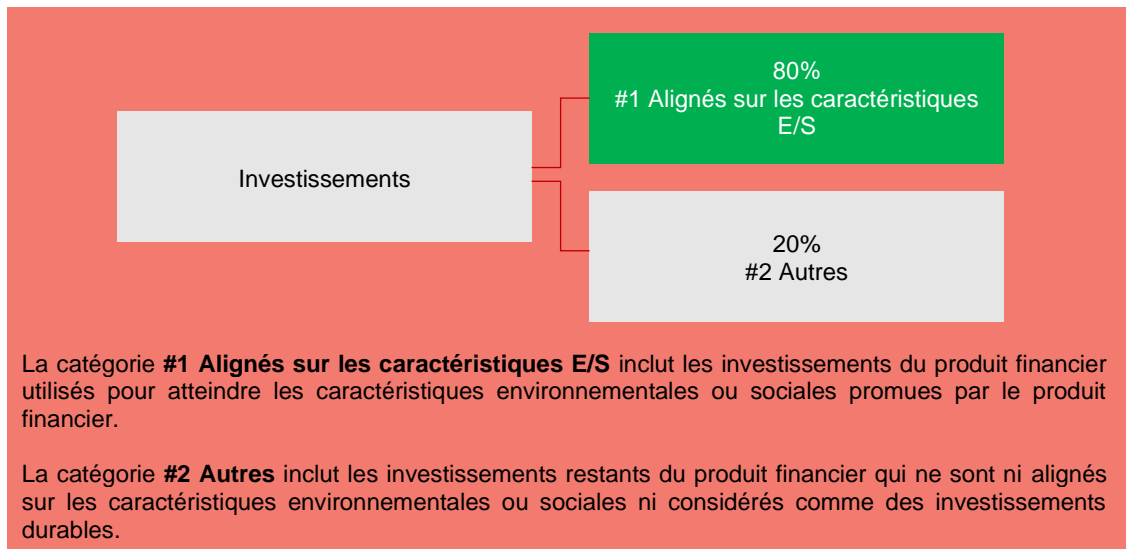 80%
#1 Alignés sur les caractéristiques
E/S
Investissements
20%
#2 Autres
La catégorie #1 Alignés sur les caractéristiques E/S inclut les investissements du produit financier
utilisés pour atteindre les caractéristiques environnementales ou sociales promues par le produit
financier.
La catégorie #2 Autres inclut les investissements restants du produit financier qui ne sont ni alignés
sur les caractéristiques environnementales ou sociales ni considérés comme des investissements
durables.